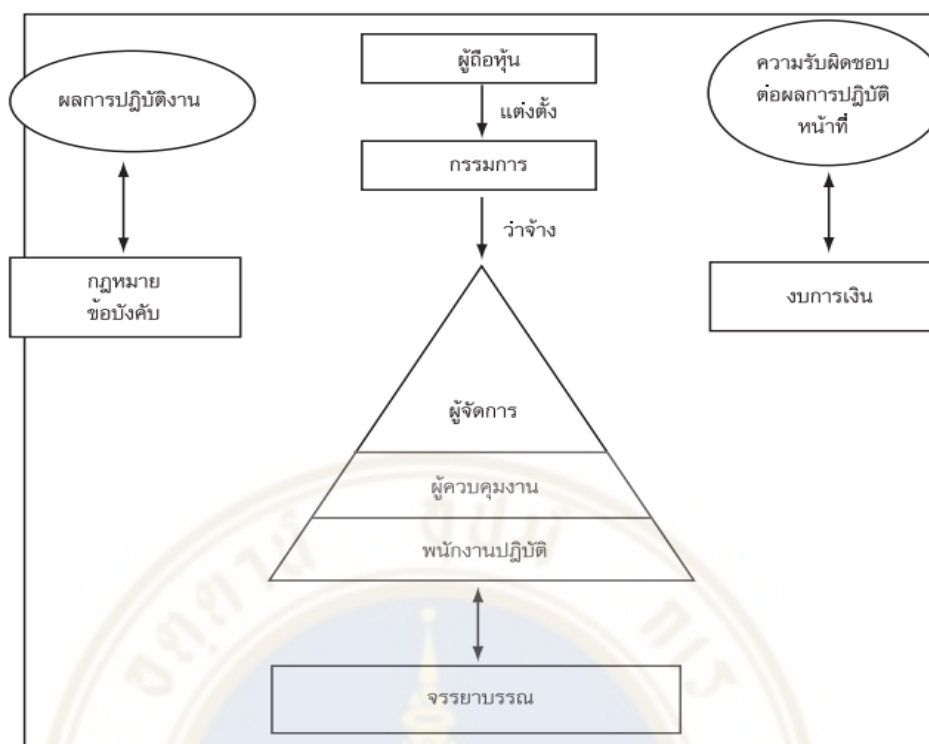 ผู้ถือหุ้น
ผลการปฎิบัติงาน
ความรับผิดชอบ
ต่อผลการปฎิบัติ
หน้าที่
แต่งตั้ง
กรรมการ
ว่าจ้าง
กฎหมาย
ข้อบังคับ
งบการเงิน
ผู้จัดการ
ผู้ควบคุมงาน
พนักงานปฎิบัติ
จรรยาบรรณ